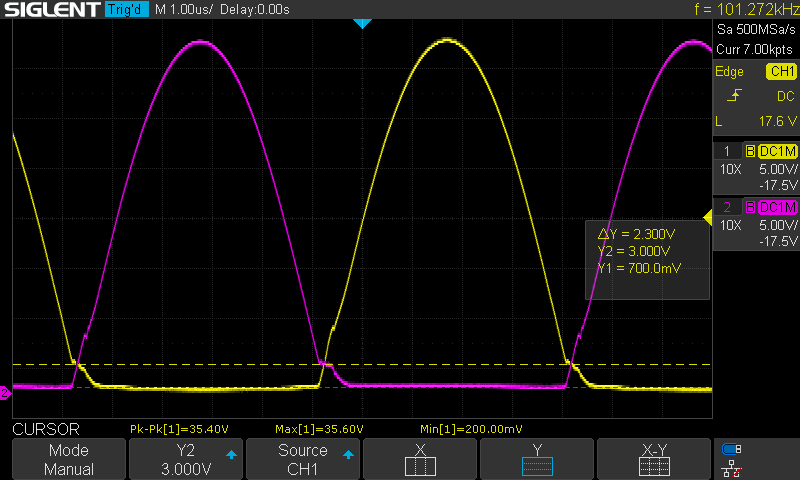 SIGLENT Trig'd M 1.00us/ Delay:0.00s f = 101.272kHz
Sa 500MSa/s
Curr 7.00kpts
Edge CH1
DC
L 17.6 V
1 B DC1M
10X 5.00V/
-17.5V
2 B DC1M
10X 5.00V/
-17.5V
△Y = 2.300V
Y2 = 3.000V
Y1 = 700.0mV
2
CURSOR Pk-Pk[1]=35.40V Max[1]=35.60V Min[1]=200.00mV
Mode Y2 Source X Y X-Y
Manual 3.000V CH1